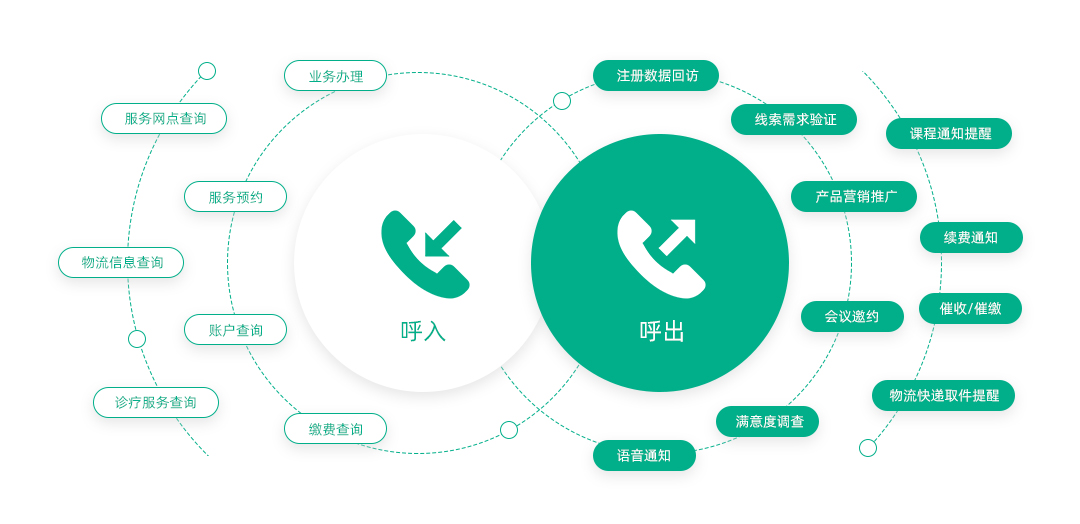 业务办理
服务网点查询
服务预约
物流信息查询
账户查询
诊疗服务查询
缴费查询
呼入
呼出
注册数据回访
线索需求验证
课程通知提醒
产品营销推广
续费通知
催收/催缴
会议邀约
物流快递取件提醒
满意度调查
语音通知